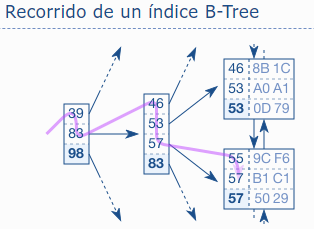 Recorrido de un índice B-Tree
39
83
98
46
53
57
83
46 8B 1C
53 A0 A1
53 0D 79
55 9C F6
57 B1 C1
57 50 29